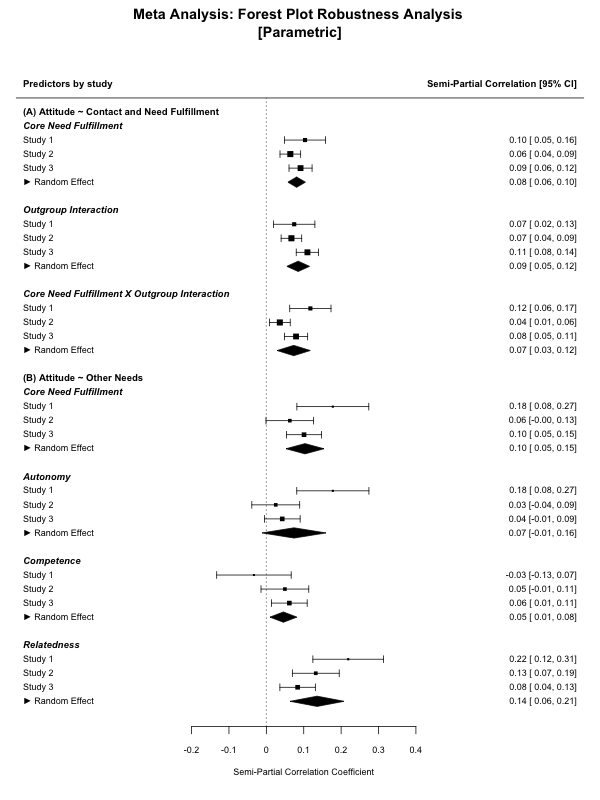 Meta Analysis: Forest Plot Robustness Analysis
[Parametric]
Predictors by study Semi-Partial Correlation [95% CI]
(A) Attitude ~ Contact and Need Fulfillment
Core Need Fulfillment
Study 1 0.10 [ 0.05, 0.16]
Study 2 0.06 [ 0.04, 0.09]
Study 3 0.09 [ 0.06, 0.12]
► Random Effect 0.08 [ 0.06, 0.10]
Outgroup Interaction
Study 1 0.07 [ 0.02, 0.13]
Study 2 0.07 [ 0.04, 0.09]
Study 3 0.11 [ 0.08, 0.14]
► Random Effect 0.09 [ 0.05, 0.12]
Core Need Fulfillment X Outgroup Interaction
Study 1 0.12 [ 0.06, 0.17]
Study 2 0.04 [ 0.01, 0.06]
Study 3 0.08 [ 0.05, 0.11]
► Random Effect 0.07 [ 0.03, 0.12]
(B) Attitude ~ Other Needs
Core Need Fulfillment
Study 1 0.18 [ 0.08, 0.27]
Study 2 0.06 [-0.00, 0.13]
Study 3 0.10 [ 0.05, 0.15]
► Random Effect 0.10 [ 0.05, 0.15]
Autonomy
Study 1 0.18 [ 0.08, 0.27]
Study 2 0.03 [-0.04, 0.09]
Study 3 0.04 [-0.01, 0.09]
► Random Effect 0.07 [-0.01, 0.16]
Competence
Study 1 -0.03 [-0.13, 0.07]
Study 2 0.05 [-0.01, 0.11]
Study 3 0.06 [ 0.01, 0.11]
► Random Effect 0.05 [ 0.01, 0.08]
Relatedness
Study 1 0.22 [ 0.12, 0.31]
Study 2 0.13 [ 0.07, 0.19]
Study 3 0.08 [ 0.04, 0.13]
► Random Effect 0.14 [ 0.06, 0.21]
-0.2 -0.1 0 0.1 0.2 0.3 0.4
Semi-Partial Correlation Coefficient